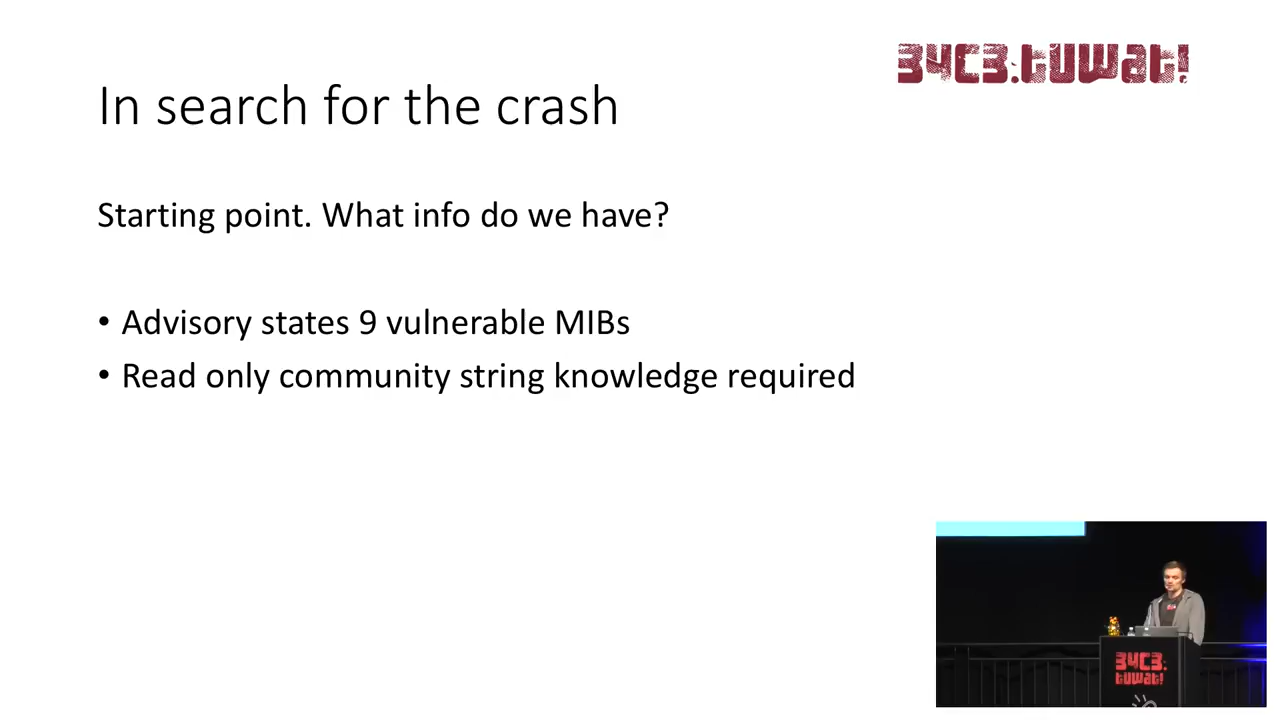 34C3.tuwat!
In search for the crash
Starting point. What info do we have?
• Advisory states 9 vulnerable MIBs
• Read only community string knowledge required
34C3.
tuwat!